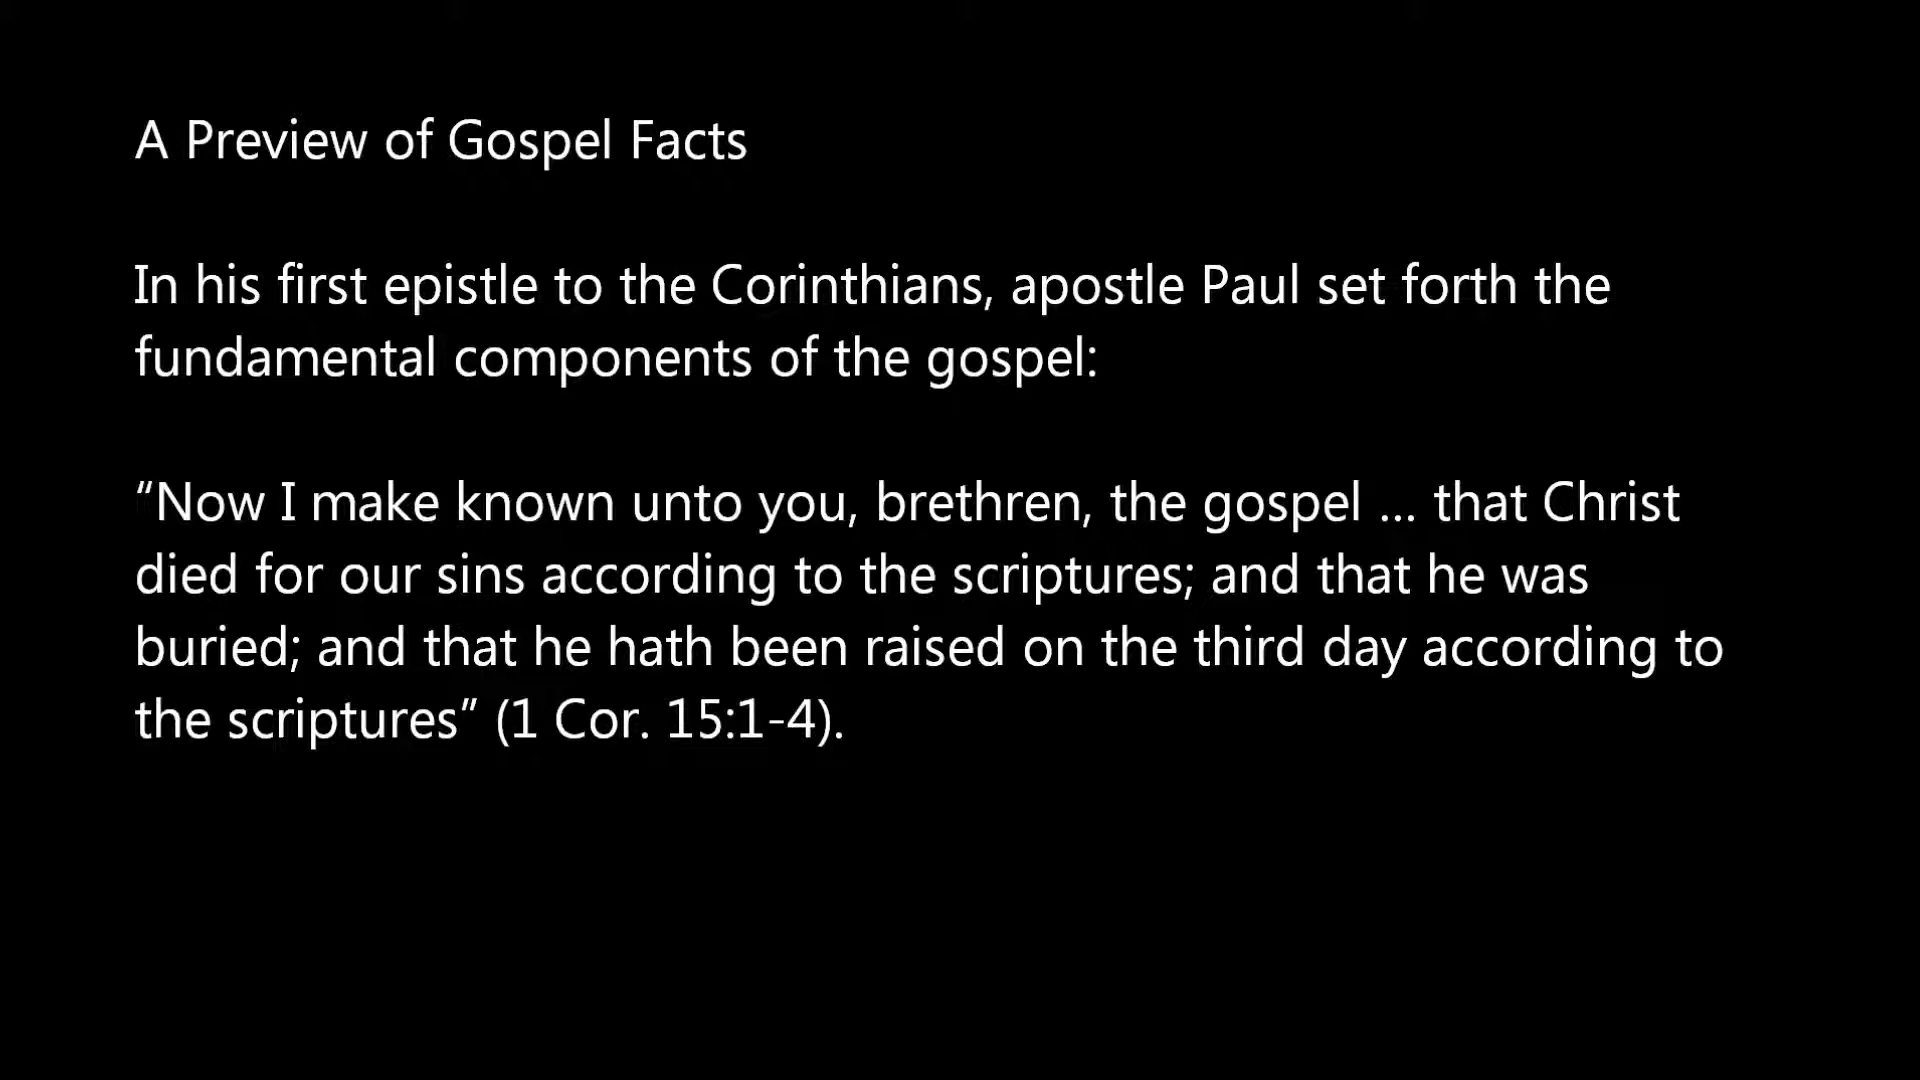 A Preview of Gospel Facts
In his first epistle to the Corinthians, apostle Paul set forth the
fundamental components of the gospel:
“Now I make known unto you, brethren, the gospel … that Christ
died for our sins according to the scriptures; and that he was
buried; and that he hath been raised on the third day according to
the scriptures” (1 Cor. 15:1-4).